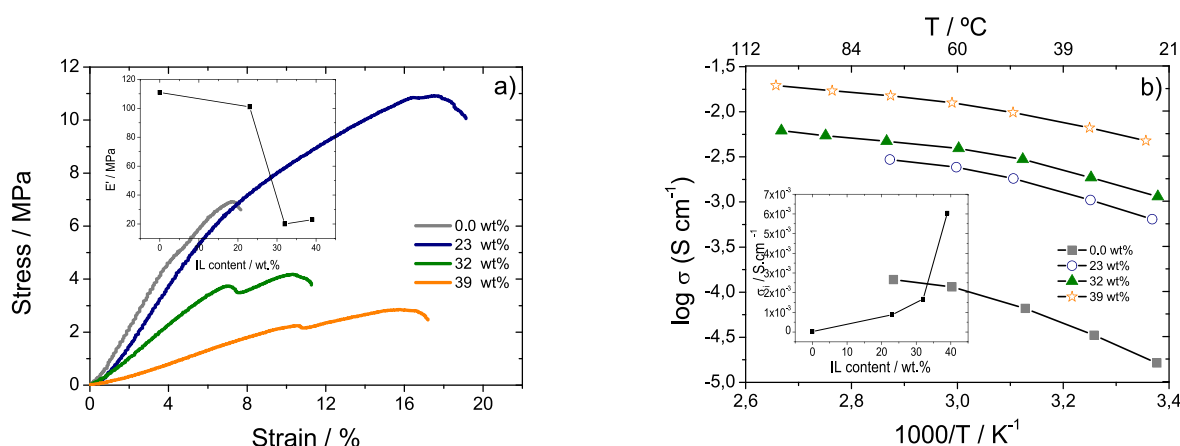 a)
Stress / MPa
12
10
8
6
4
2
0
0 4 8 12 16 20
Strain / %
0.0 wt%
23 wt%
32 wt%
39 wt%
E' / MPa
120
100
80
60
40
20
0 10 20 30 40
IL content / wt.%
b)
T / ºC
112 84 60 39 21
log σ (S cm⁻¹)
-1,5
-2,0
-2,5
-3,0
-3,5
-4,0
-4,5
-5,0
2,6 2,8 3,0 3,2 3,4
1000/T / K⁻¹
0.0 wt%
23 wt%
32 wt%
39 wt%
σᵢ / S.cm⁻¹
7x10⁻³
6x10⁻³
5x10⁻³
4x10⁻³
3x10⁻³
2x10⁻³
1x10⁻³
0
0 10 20 30 40
IL content / wt.%